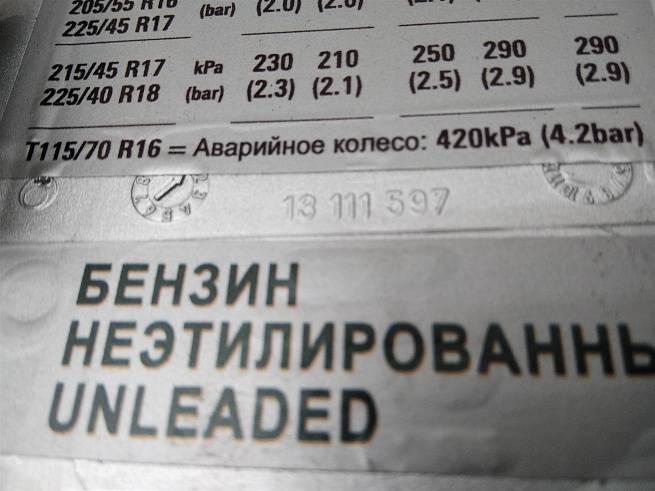 205/55 R16 (bar) (2.0) (2.0)
225/45 R17
215/45 R17 kPa 230 210 250 290 290
225/40 R18 (bar) (2.3) (2.1) (2.5) (2.9) (2.9)
T115/70 R16 = Аварийное колесо: 420kPa (4.2bar)
13 111 597
БЕНЗИН
НЕЭТИЛИРОВАННЫ
UNLEADED